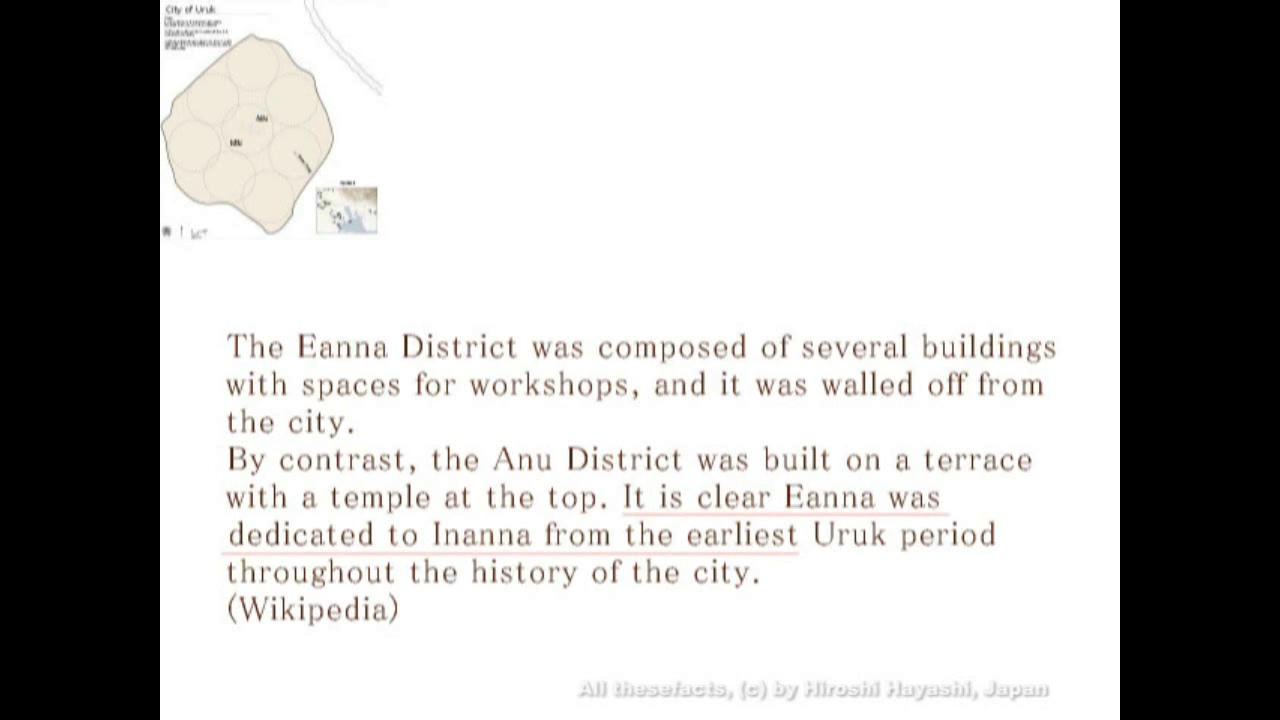 City of Uruk
The Eanna District was composed of several buildings
with spaces for workshops, and it was walled off from
the city.
By contrast, the Anu District was built on a terrace
with a temple at the top. It is clear Eanna was
dedicated to Inanna from the earliest Uruk period
throughout the history of the city.
(Wikipedia)
All thesefacts, (c) by Hiroshi Hayashi, Japan